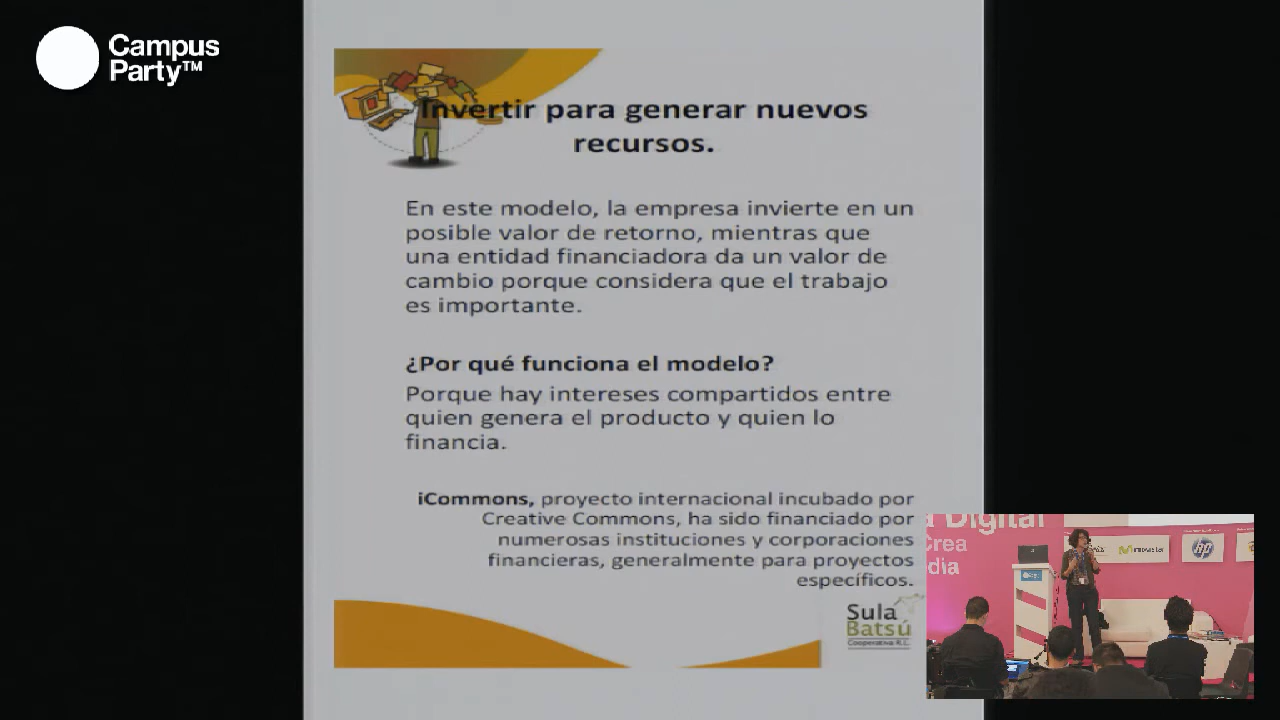 Campus
Party™
Invertir para generar nuevos
recursos.
En este modelo, la empresa invierte en un
posible valor de retorno, mientras que
una entidad financiadora da un valor de
cambio porque considera que el trabajo
es importante.
¿Por qué funciona el modelo?
Porque hay intereses compartidos entre
quien genera el producto y quien lo
financia.
iCommons, proyecto internacional incubado por
Creative Commons, ha sido financiado por
numerosas instituciones y corporaciones
financieras, generalmente para proyectos
específicos.
Sula
Batsú
Cooperativa R.L.
a Digital
Crea
dia
movistar
hp